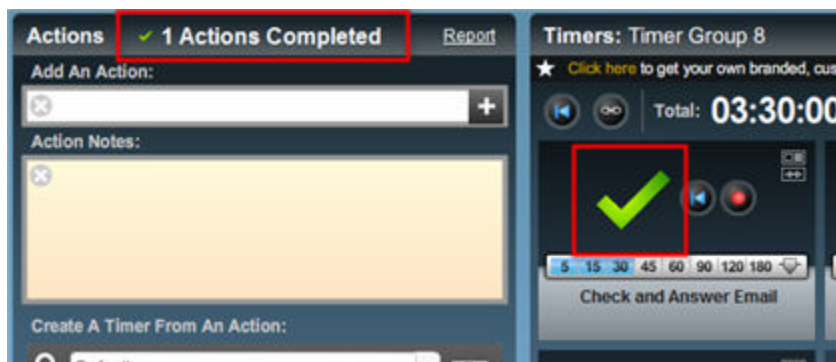 Actions 1 Actions Completed Report
Add An Action:
Action Notes:
Create A Timer From An Action:
Timers: Timer Group 8
Click here to get your own branded, cus
Total: 03:30:00
5 15 30 45 60 90 120 180
Check and Answer Email